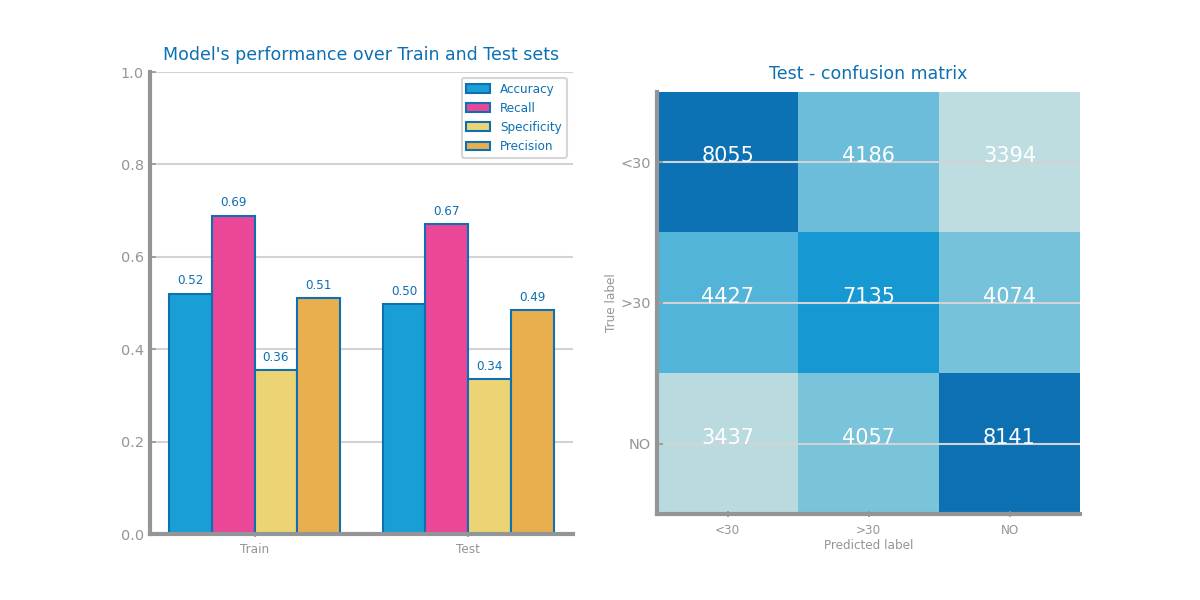 Model's performance over Train and Test sets
1.0
0.8
0.6
0.4
0.2
0.0
Accuracy
Recall
Specificity
Precision
0.52
0.69
0.36
0.51
0.50
0.67
0.34
0.49
Train
Test
Test - confusion matrix
True label
<30
8055
4186
3394
>30
4427
7135
4074
NO
3437
4057
8141
<30
>30
NO
Predicted label